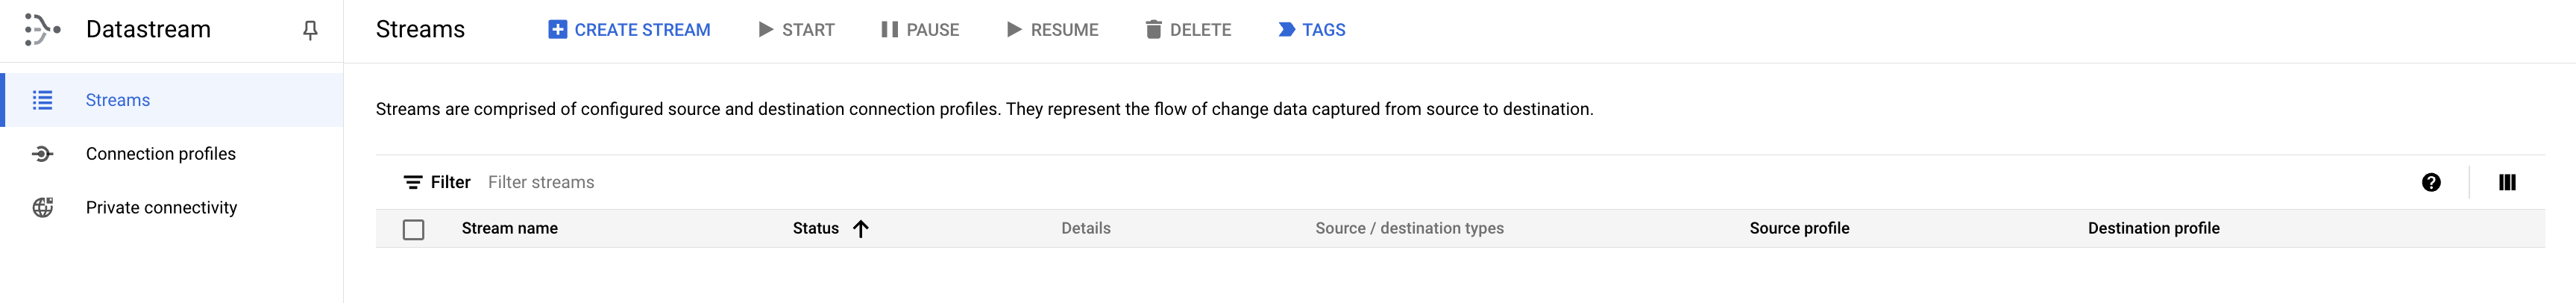 Datastream
Streams
Connection profiles
Private connectivity
Streams CREATE STREAM START PAUSE RESUME DELETE TAGS
Streams are comprised of configured source and destination connection profiles. They represent the flow of change data captured from source to destination.
Filter Filter streams
Stream name Status Details Source / destination types Source profile Destination profile